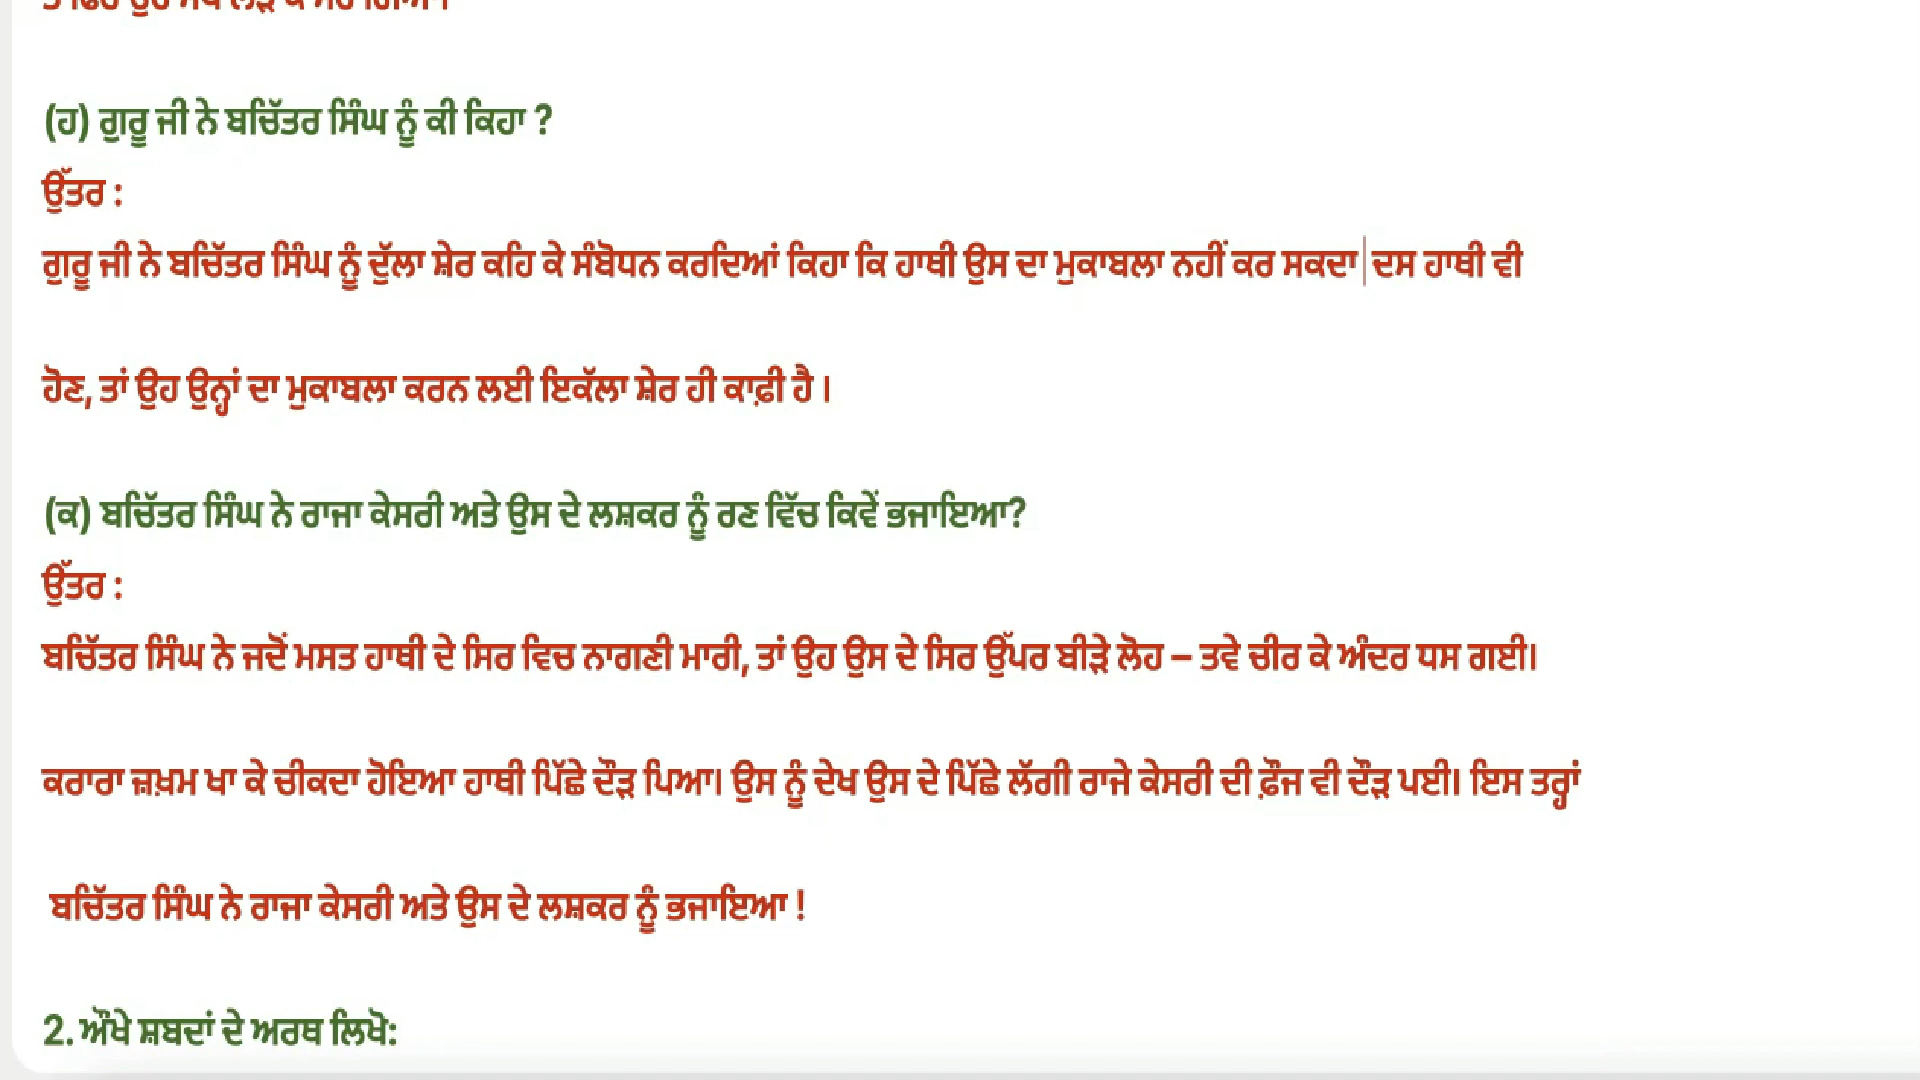 (ਹ) ਗੁਰੂ ਜੀ ਨੇ ਬਚਿੱਤਰ ਸਿੰਘ ਨੂੰ ਕੀ ਕਿਹਾ ?
ਉੱਤਰ :
ਗੁਰੂ ਜੀ ਨੇ ਬਚਿੱਤਰ ਸਿੰਘ ਨੂੰ ਦੁੱਲਾ ਸ਼ੇਰ ਕਹਿ ਕੇ ਸੰਬੋਧਨ ਕਰਦਿਆਂ ਕਿਹਾ ਕਿ ਹਾਥੀ ਉਸ ਦਾ ਮੁਕਾਬਲਾ ਨਹੀਂ ਕਰ ਸਕਦਾ ਦਸ ਹਾਥੀ ਵੀ
ਹੋਣ, ਤਾਂ ਉਹ ਉਨ੍ਹਾਂ ਦਾ ਮੁਕਾਬਲਾ ਕਰਨ ਲਈ ਇਕੱਲਾ ਸ਼ੇਰ ਹੀ ਕਾਫ਼ੀ ਹੈ ।
(ਕ) ਬਚਿੱਤਰ ਸਿੰਘ ਨੇ ਰਾਜਾ ਕੇਸਰੀ ਅਤੇ ਉਸ ਦੇ ਲਸ਼ਕਰ ਨੂੰ ਰਣ ਵਿੱਚ ਕਿਵੇਂ ਭਜਾਇਆ?
ਉੱਤਰ :
ਬਚਿੱਤਰ ਸਿੰਘ ਨੇ ਜਦੋਂ ਮਸਤ ਹਾਥੀ ਦੇ ਸਿਰ ਵਿਚ ਨਾਗਣੀ ਮਾਰੀ, ਤਾਂ ਉਹ ਉਸ ਦੇ ਸਿਰ ਉੱਪਰ ਬੀੜੇ ਲੋਹ – ਤਵੇ ਚੀਰ ਕੇ ਅੰਦਰ ਧਸ ਗਈ।
ਕਰਾਰਾ ਜ਼ਖ਼ਮ ਖਾ ਕੇ ਚੀਕਦਾ ਹੋਇਆ ਹਾਥੀ ਪਿੱਛੇ ਦੌੜ ਪਿਆ। ਉਸ ਨੂੰ ਦੇਖ ਉਸ ਦੇ ਪਿੱਛੇ ਲੱਗੀ ਰਾਜੇ ਕੇਸਰੀ ਦੀ ਫ਼ੌਜ ਵੀ ਦੌੜ ਪਈ। ਇਸ ਤਰ੍ਹਾਂ
ਬਚਿੱਤਰ ਸਿੰਘ ਨੇ ਰਾਜਾ ਕੇਸਰੀ ਅਤੇ ਉਸ ਦੇ ਲਸ਼ਕਰ ਨੂੰ ਭਜਾਇਆ !
2. ਔਖੇ ਸ਼ਬਦਾਂ ਦੇ ਅਰਥ ਲਿਖੋ: